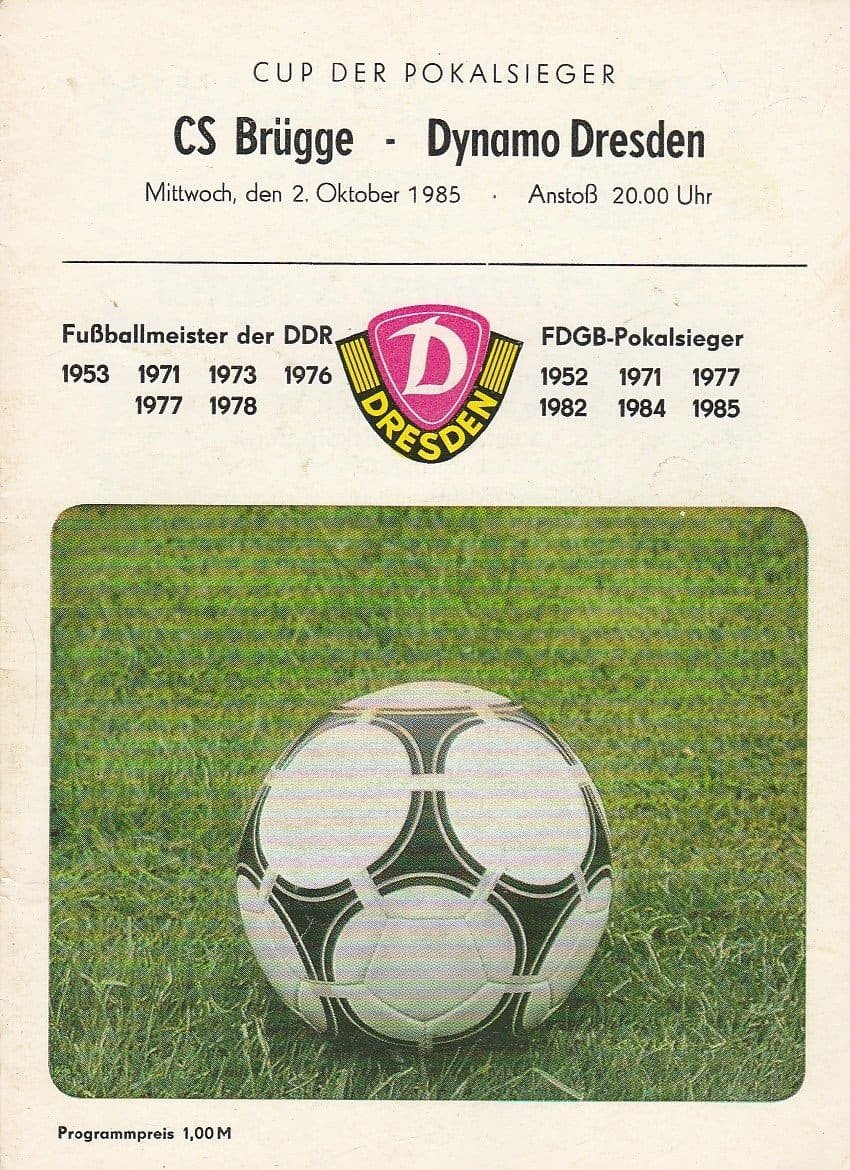 CUP DER POKALSIEGER
CS Brügge - Dynamo Dresden
Mittwoch, den 2. Oktober 1985 · Anstoß 20.00 Uhr
Fußballmeister der DDR
1953 1971 1973 1976
1977 1978
D
DRESDEN
FDGB-Pokalsieger
1952 1971 1977
1982 1984 1985
Programmpreis 1,00 M